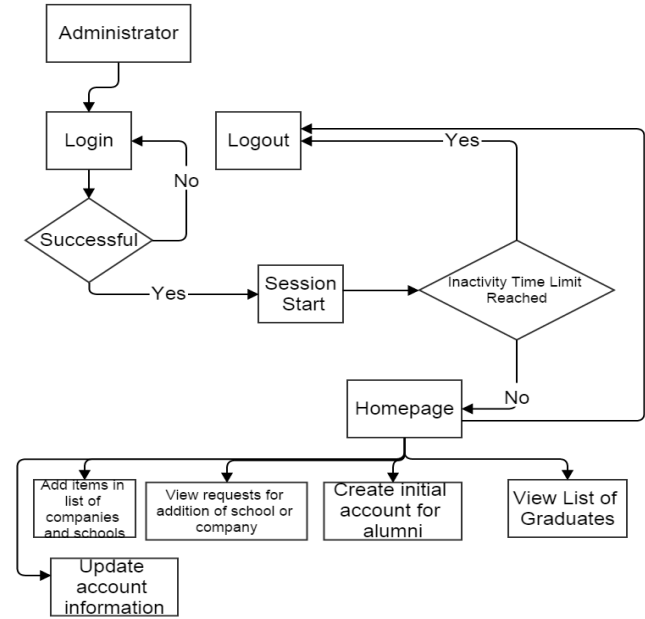 Administrator
Login
Logout
Yes
No
Successful
Yes
Session
Start
Inactivity Time Limit
Reached
No
Homepage
Add items in
list of
companies
and schools
View requests for
addition of school or
company
Create initial
account for
alumni
View List of
Graduates
Update
account
information